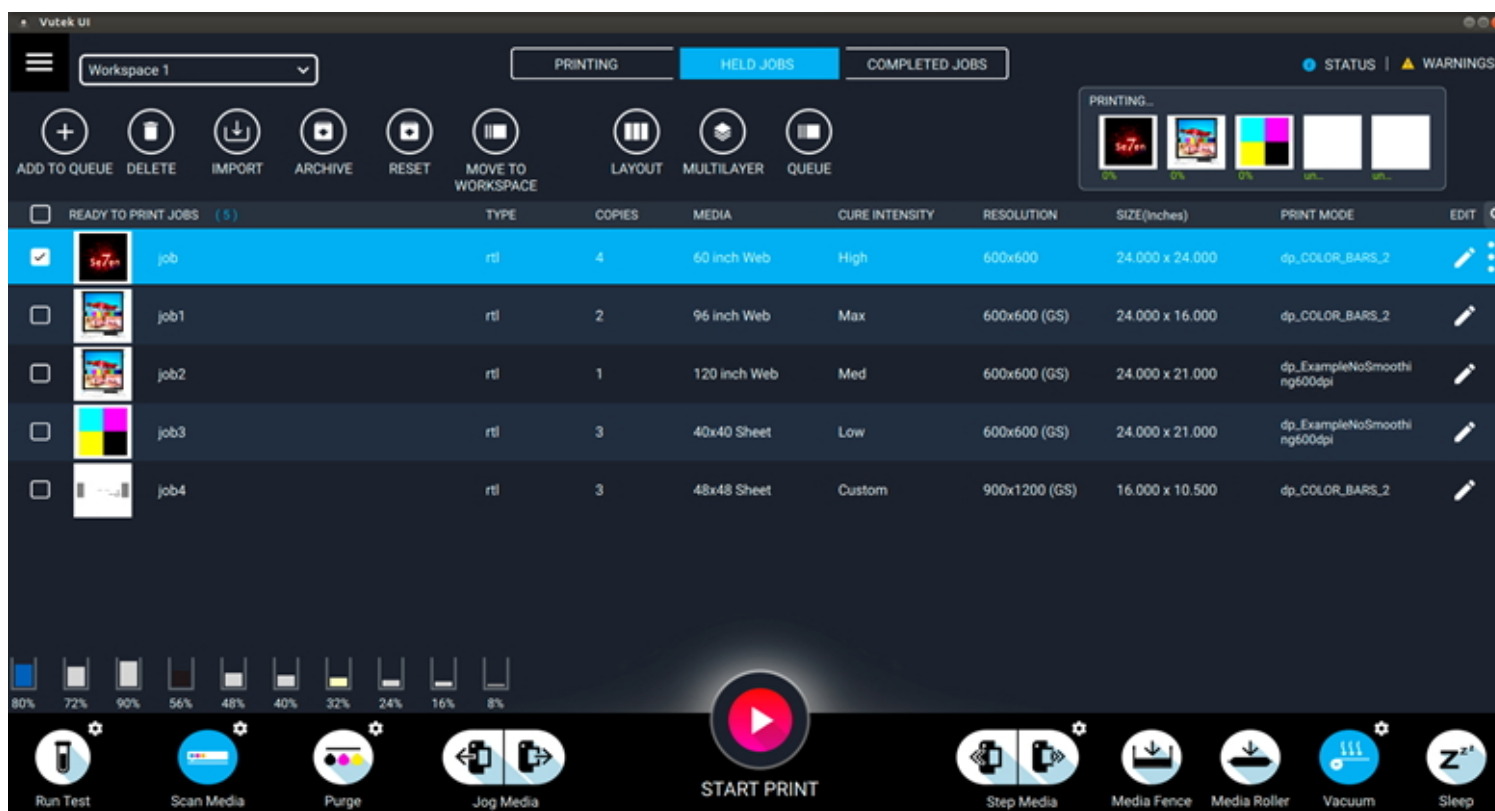 Vutek UI
Workspace 1
PRINTING
HELD JOBS
COMPLETED JOBS
STATUS | WARNINGS
ADD TO QUEUE
DELETE
IMPORT
ARCHIVE
RESET
MOVE TO
WORKSPACE
LAYOUT
MULTILAYER
QUEUE
PRINTING...
Se7en
0% 0% 0% un... un...
READY TO PRINT JOBS (5) TYPE COPIES MEDIA CURE INTENSITY RESOLUTION SIZE(Inches) PRINT MODE EDIT
Se7en job rtl 4 60 inch Web High 600x600 24.000 x 24.000 dp_COLOR_BARS_2
job1 rtl 2 96 inch Web Max 600x600 (GS) 24.000 x 16.000 dp_COLOR_BARS_2
job2 rtl 1 120 inch Web Med 600x600 (GS) 24.000 x 21.000 dp_ExampleNoSmoothi
ng600dpi
job3 rtl 3 40x40 Sheet Low 600x600 (GS) 24.000 x 21.000 dp_ExampleNoSmoothi
ng600dpi
job4 rtl 3 48x48 Sheet Custom 900x1200 (GS) 16.000 x 10.500 dp_COLOR_BARS_2
80% 72% 90% 56% 48% 40% 32% 24% 16% 8%
Run Test
Scan Media
Purge
Jog Media
START PRINT
Step Media
Media Fence
Media Roller
Vacuum
Zzz
Sleep